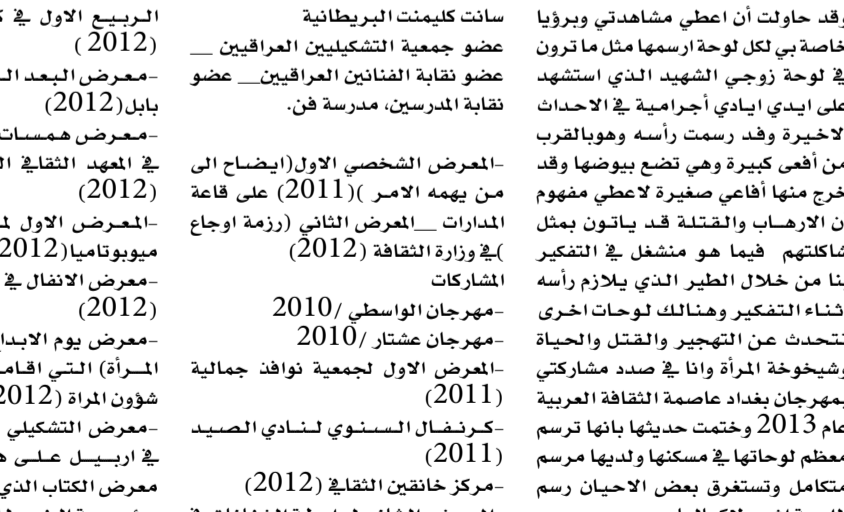 وقد حاولت أن اعطي مشاهدتي وبرؤيا
خاصة بي لكل لوحة ارسمها مثل ما ترون
في لوحة زوجي الشهيد الذي استشهد
على ايدي ايادي أجرامية في الاحداث
الاخيرة وفد رسمت رأسه وهوبالقرب
من أفعى كبيرة وهي تضع بيوضها وقد
خرج منها أفاعي صغيرة لاعطي مفهوم
ن الارهاب والقتلة قد ياتون بمثل
شاكلتهم فيما هو منشغل في التفكير
بنا من خلال الطير الذي يلازم رأسه
ثناء التفكير وهنالك لوحات اخرى
تتحدث عن التهجير والقتل والحياة
وشيخوخة المرأة وانا في صدد مشاركتي
بمهرجان بغداد عاصمة الثقافة العربية
عام 2013 وختمت حديثها بانها ترسم
معظم لوحاتها في مسكنها ولديها مرسم
متكامل وتستغرق بعض الاحيان رسم
سانت كليمنت البريطانية
عضو جمعية التشكيليين العراقيين __
عضو نقابة الفنانين العراقيين__ عضو
نقابة المدرسين، مدرسة فن.
-المعرض الشخصي الاول(ايضاح الى
من يهمه الامر )(2011) على قاعة
المدارات __المعرض الثاني (رزمة اوجاع
)في وزارة الثقافة (2012)
المشاركات
-مهرجان الواسطي /2010
-مهرجان عشتار /2010
-المعرض الاول لجمعية نوافذ جمالية
(2011)
-كرنفال السنوي لنادي الصيد
(2011)
-مركز خانقين الثقافي (2012)
الربيع الاول في
(2012 )
-معرض البعد
بابل(2012)
-معرض همسات
في المعهد الثقافي
(2012)
-المعرض الاول
ميوبوتاميا(2012
-معرض الانفال في
(2012)
-معرض يوم
المرأة) التي
شؤون المراة (2012
-معرض التشكيلي
في اربيل على
معرض الكتاب الذي